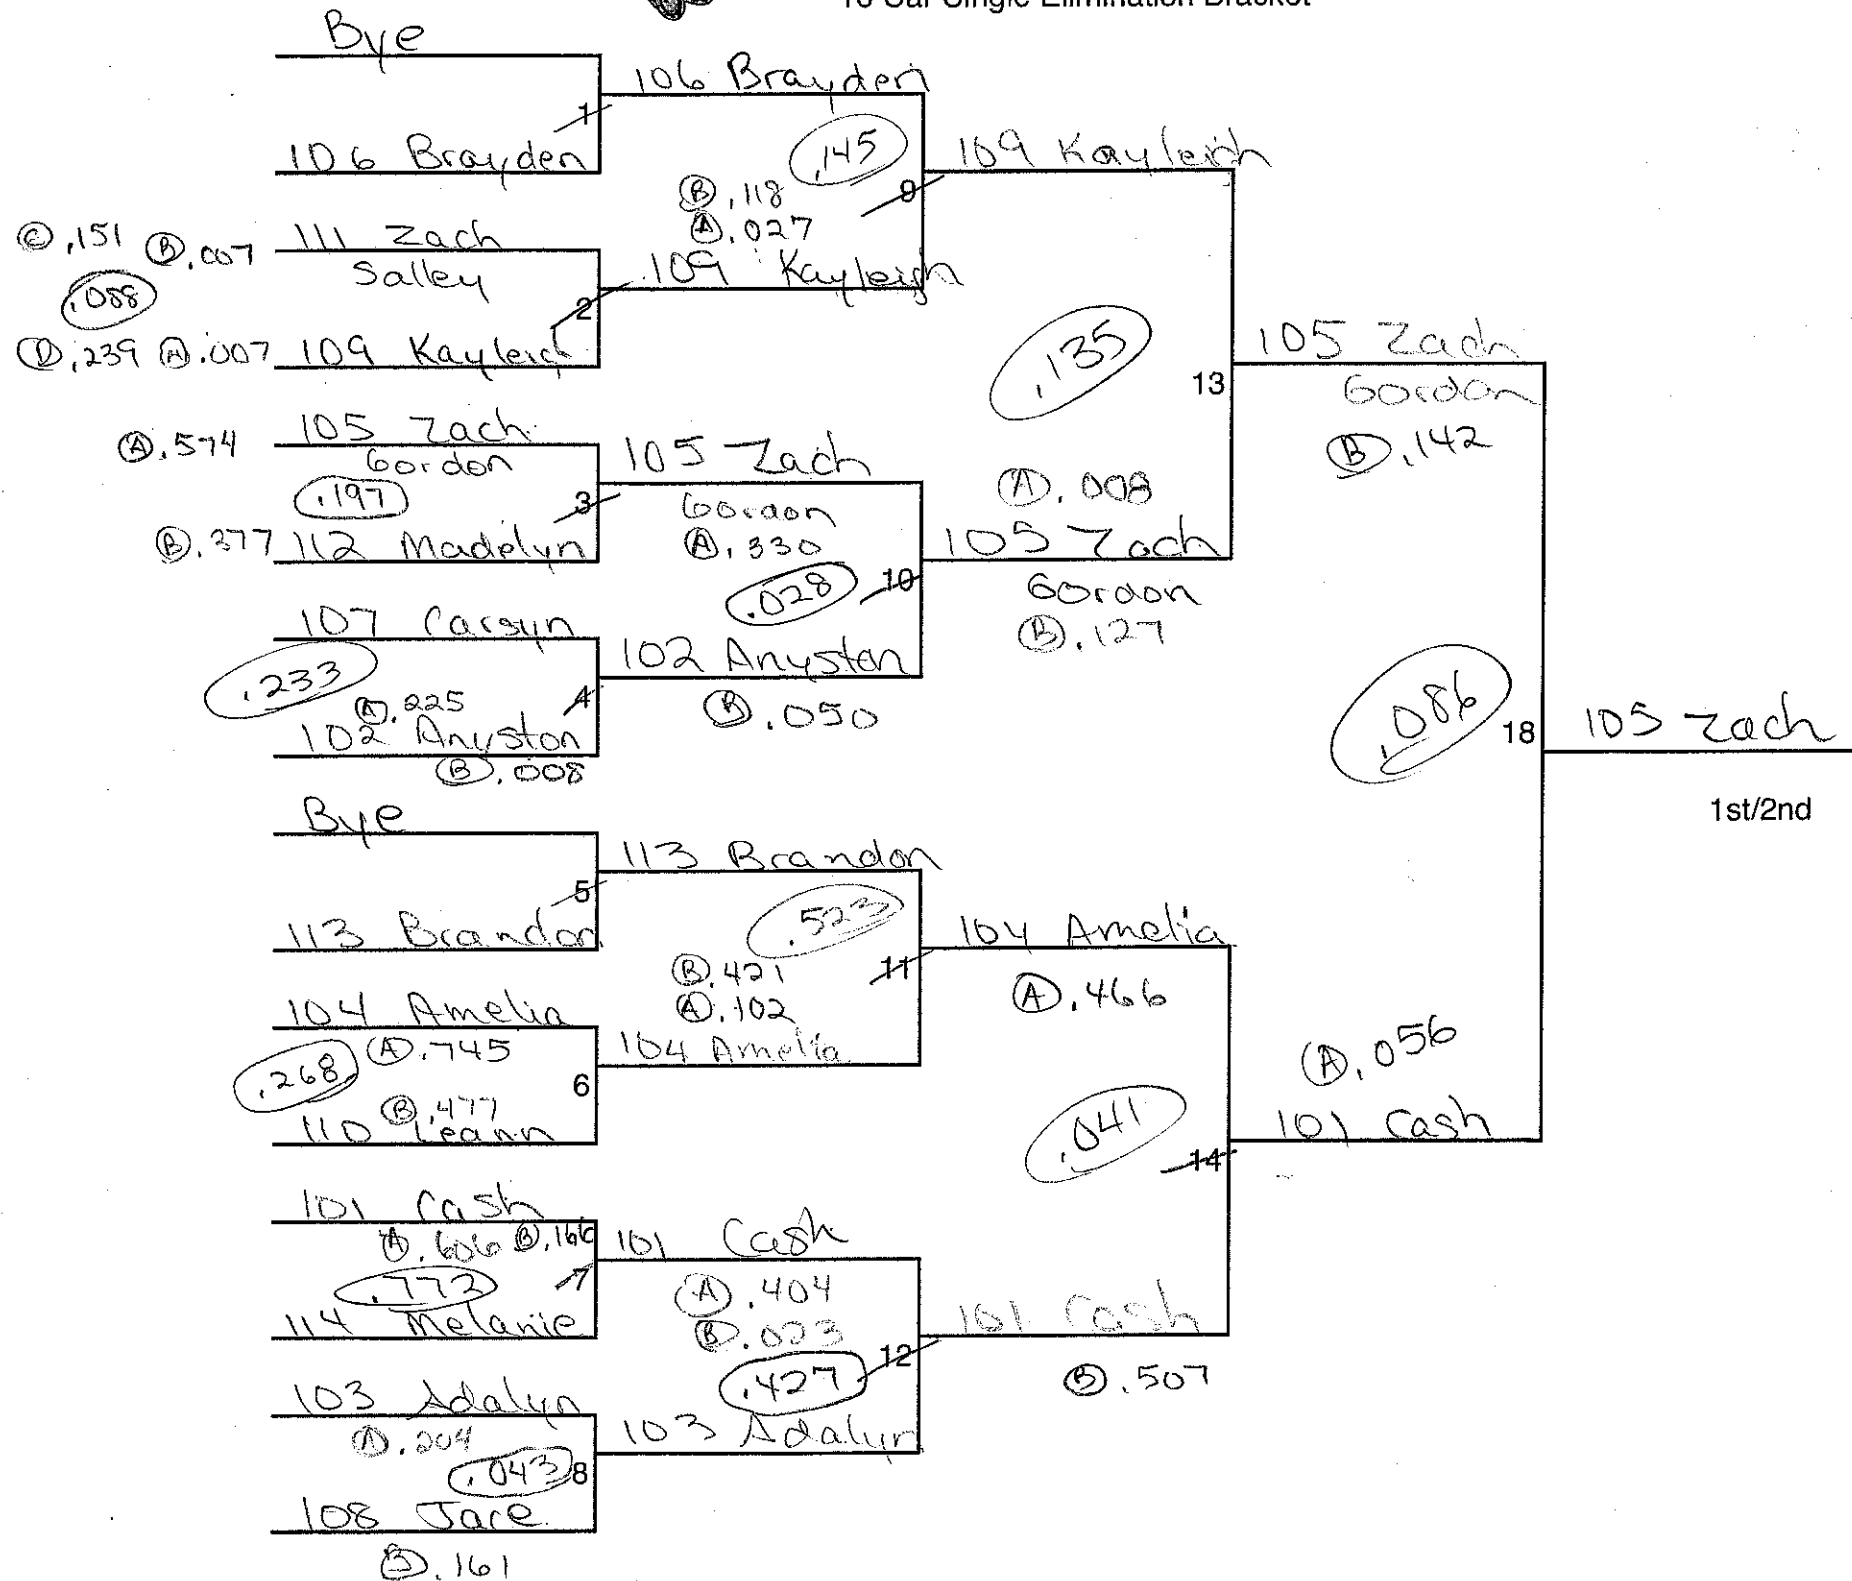 16 Car Single Elimination Bracket
Bye
1
106 Brayden
106 Brayden
.145
Ⓑ .118
Ⓐ .027
9
109 Kayleigh
Ⓒ .151 Ⓑ .007
111 Zach
Salley
.088
2
Ⓓ .239 Ⓐ .007
109 Kayleigh
109 Kayleigh
.135
13
105 Zach
Gordon
Ⓑ .142
Ⓐ .574
105 Zach
Gordon
.197
3
Ⓑ .377
112 Madelyn
105 Zach
Gordon
Ⓐ .330
.028
10
Ⓐ .008
105 Zach
Gordon
Ⓑ .127
107 Carsyn
.233
Ⓐ .225
4
102 Anyston
Ⓑ .008
102 Anyston
Ⓑ .050
.086
18
105 Zach
1st/2nd
Bye
5
113 Brandon
113 Brandon
.523
Ⓑ .421
Ⓐ .102
11
104 Amelia
Ⓐ .466
104 Amelia
Ⓐ .745
.268
6
Ⓑ .477
110 Leann
104 Amelia
.041
14
Ⓐ .056
101 Cash
101 Cash
Ⓐ .606 Ⓑ .166
.772
7
114 Melanie
101 Cash
Ⓐ .404
Ⓑ .023
.427
12
101 Cash
Ⓑ .507
103 Adalyn
Ⓐ .204
.043
8
108 Jace
Ⓑ .161
103 Adalyn